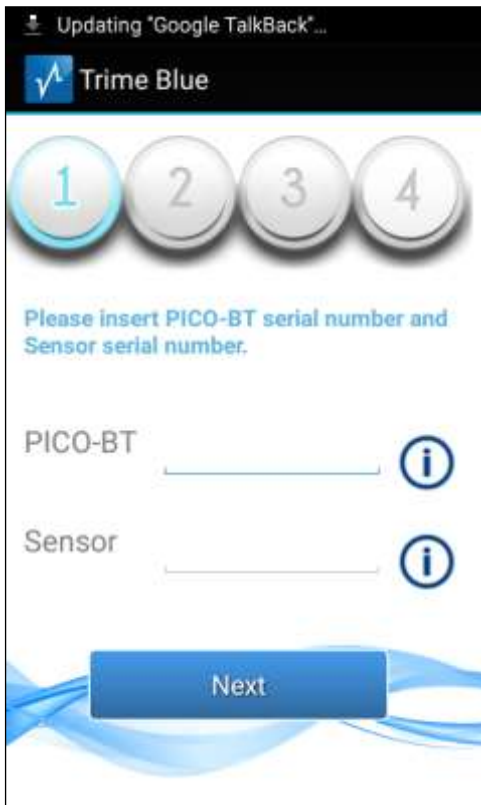 Updating "Google TalkBack"...
Trime Blue
1 2 3 4
Please insert PICO-BT serial number and
Sensor serial number.
PICO-BT
Sensor
Next